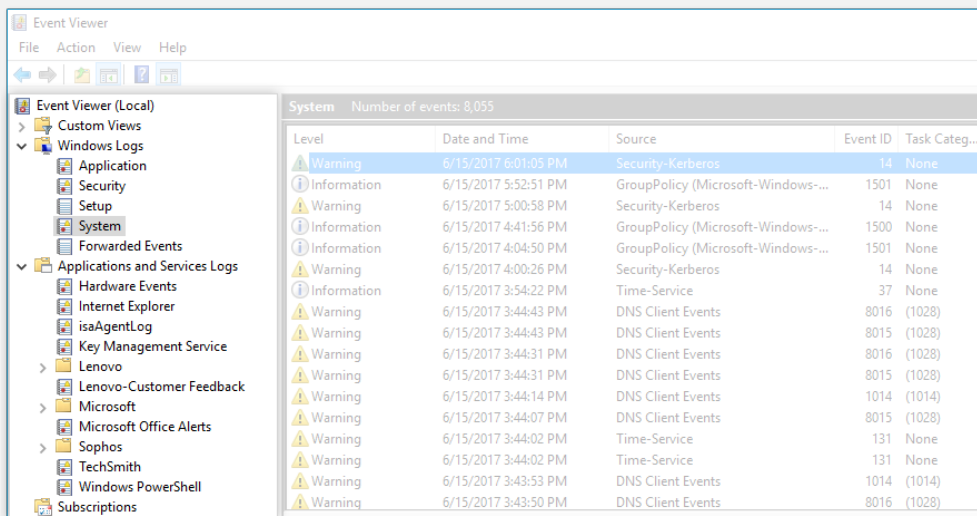 Event Viewer
File Action View Help
Event Viewer (Local)
Custom Views
Windows Logs
Application
Security
Setup
System
Forwarded Events
Applications and Services Logs
Hardware Events
Internet Explorer
isaAgentLog
Key Management Service
Lenovo
Lenovo-Customer Feedback
Microsoft
Microsoft Office Alerts
Sophos
TechSmith
Windows PowerShell
Subscriptions
System Number of events: 8,055
Level Date and Time Source Event ID Task Categ...
Warning 6/15/2017 6:01:05 PM Security-Kerberos 14 None
Information 6/15/2017 5:52:51 PM GroupPolicy (Microsoft-Windows-... 1501 None
Warning 6/15/2017 5:00:58 PM Security-Kerberos 14 None
Information 6/15/2017 4:41:56 PM GroupPolicy (Microsoft-Windows-... 1500 None
Information 6/15/2017 4:04:50 PM GroupPolicy (Microsoft-Windows-... 1501 None
Warning 6/15/2017 4:00:26 PM Security-Kerberos 14 None
Information 6/15/2017 3:54:22 PM Time-Service 37 None
Warning 6/15/2017 3:44:43 PM DNS Client Events 8016 (1028)
Warning 6/15/2017 3:44:43 PM DNS Client Events 8015 (1028)
Warning 6/15/2017 3:44:31 PM DNS Client Events 8016 (1028)
Warning 6/15/2017 3:44:31 PM DNS Client Events 8015 (1028)
Warning 6/15/2017 3:44:14 PM DNS Client Events 1014 (1014)
Warning 6/15/2017 3:44:07 PM DNS Client Events 8015 (1028)
Warning 6/15/2017 3:44:02 PM Time-Service 131 None
Warning 6/15/2017 3:44:02 PM Time-Service 131 None
Warning 6/15/2017 3:43:53 PM DNS Client Events 1014 (1014)
Warning 6/15/2017 3:43:50 PM DNS Client Events 8016 (1028)